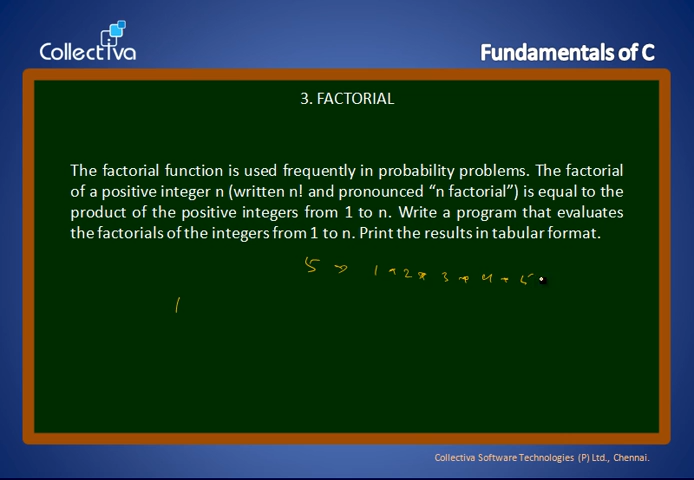 Collectiva
Fundamentals of C
3. FACTORIAL
The factorial function is used frequently in probability problems. The factorial
of a positive integer n (written n! and pronounced “n factorial”) is equal to the
product of the positive integers from 1 to n. Write a program that evaluates
the factorials of the integers from 1 to n. Print the results in tabular format.
5 => 1 * 2 * 3 * 4 * 5
1
Collectiva Software Technologies (P) Ltd., Chennai.